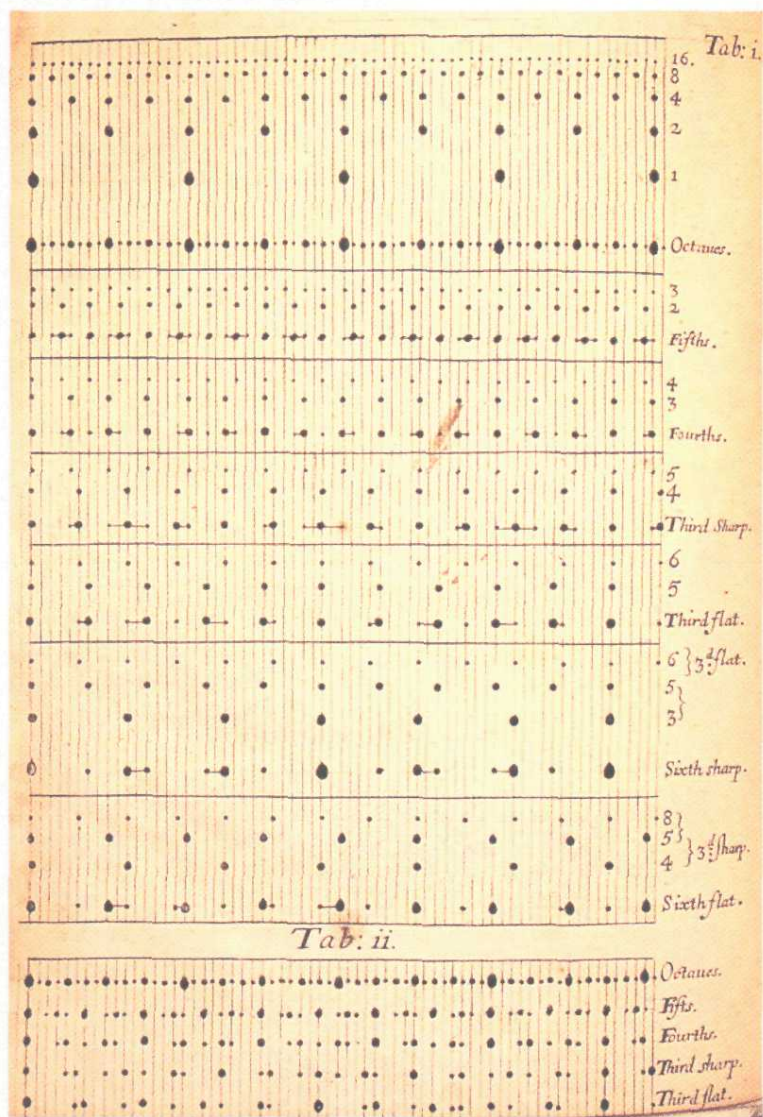 Tab: i.
16.
8
4
2
1
Octaves.
3
2
Fifths.
4
3
Fourths.
5
4
Third Sharp.
6
5
Third flat.
6 } 3d: flat.
5 }
3
Sixth sharp.
8 }
5 } 3d: sharp.
4
Sixth flat.
Tab: ii.
Octaves.
Fifts.
Fourths.
Third sharp.
Third flat.